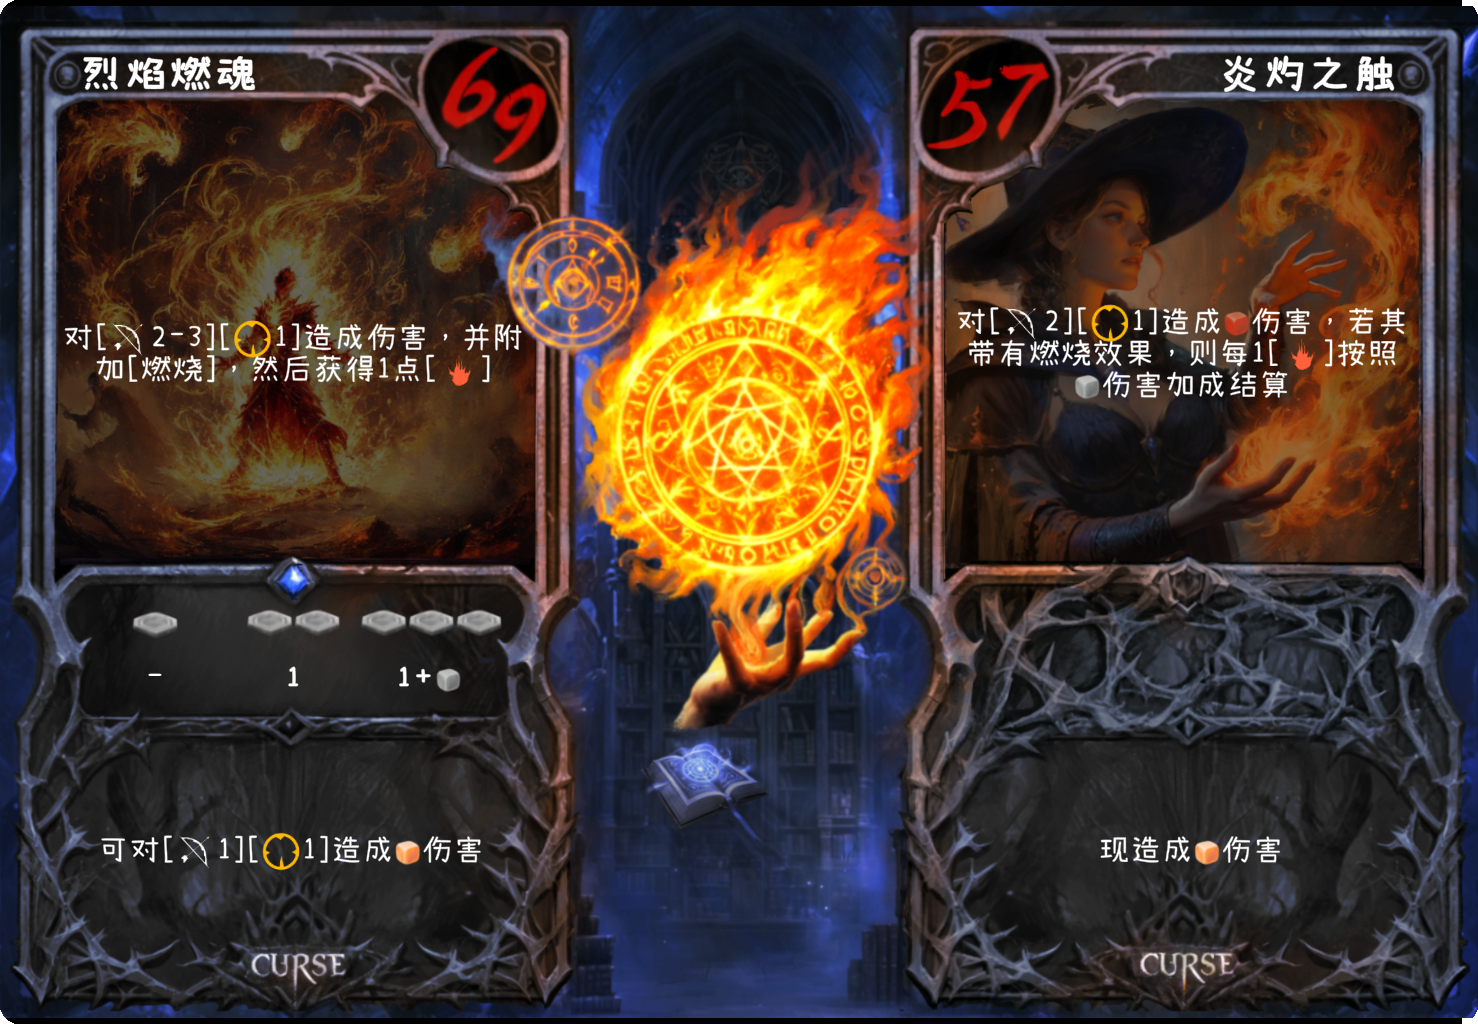 烈焰燃魂
69
对[2-3][1]造成伤害，并附
加[燃烧]，然后获得1点[]
- 1 1+
可对[1][1]造成伤害
CURSE
57
炎灼之触
对[2][1]造成伤害，若其
带有燃烧效果，则每1[]按照
伤害加成结算
现造成伤害
CURSE